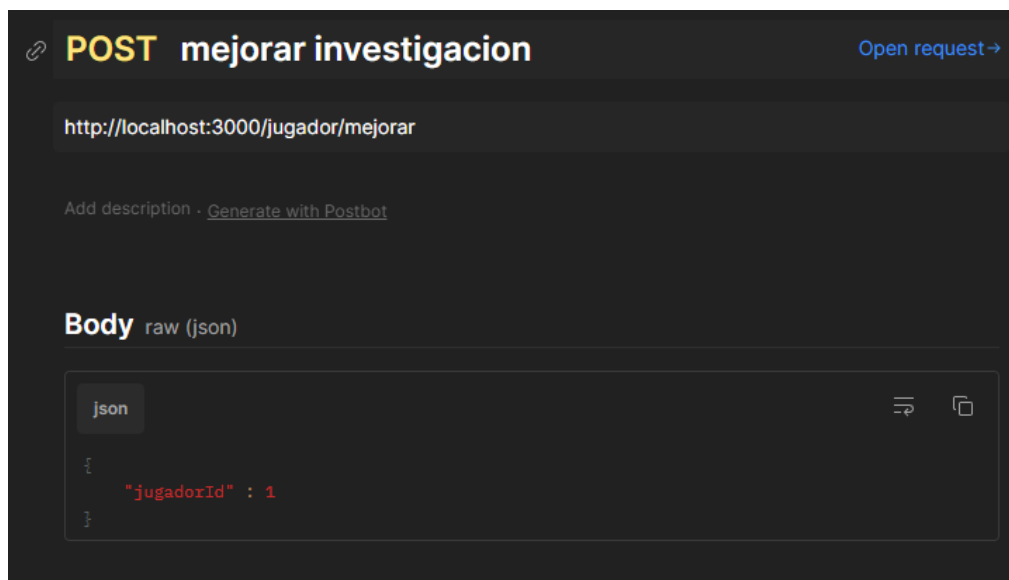 POST mejorar investigacion Open request→
http://localhost:3000/jugador/mejorar
Add description · Generate with Postbot
Body raw (json)
json
{
"jugadorId" : 1
}